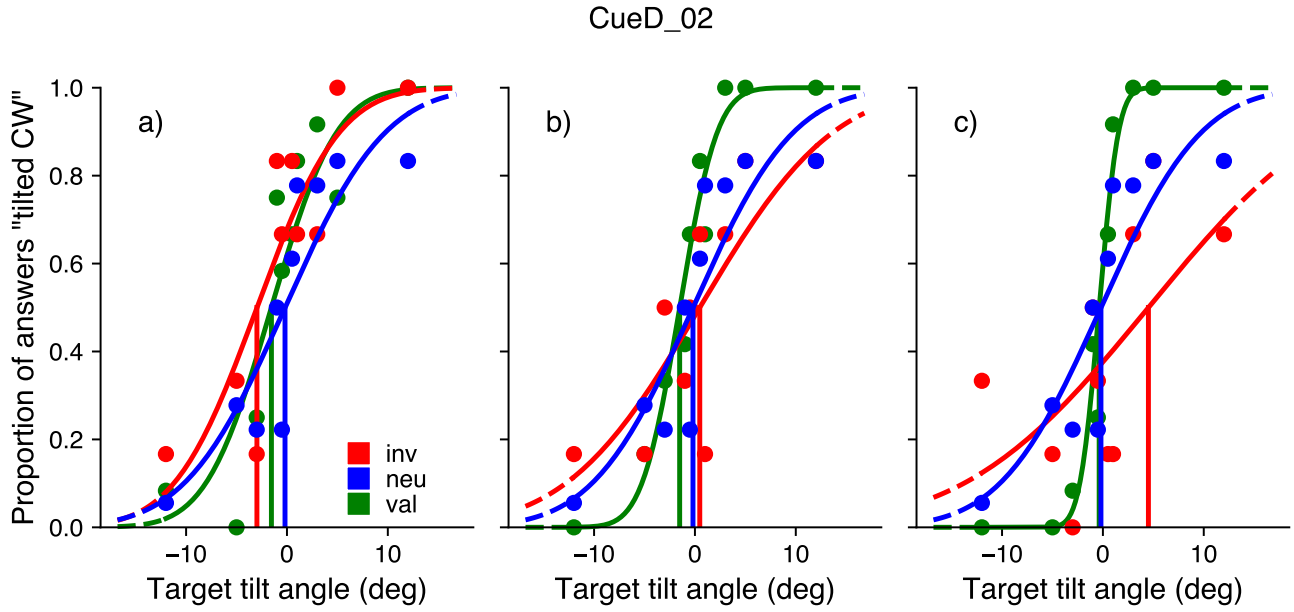 CueD_02
Proportion of answers "tilted CW"
1.0
0.8
0.6
0.4
0.2
0.0
a)
inv
neu
val
−10
0
10
Target tilt angle (deg)
b)
−10
0
10
Target tilt angle (deg)
c)
−10
0
10
Target tilt angle (deg)